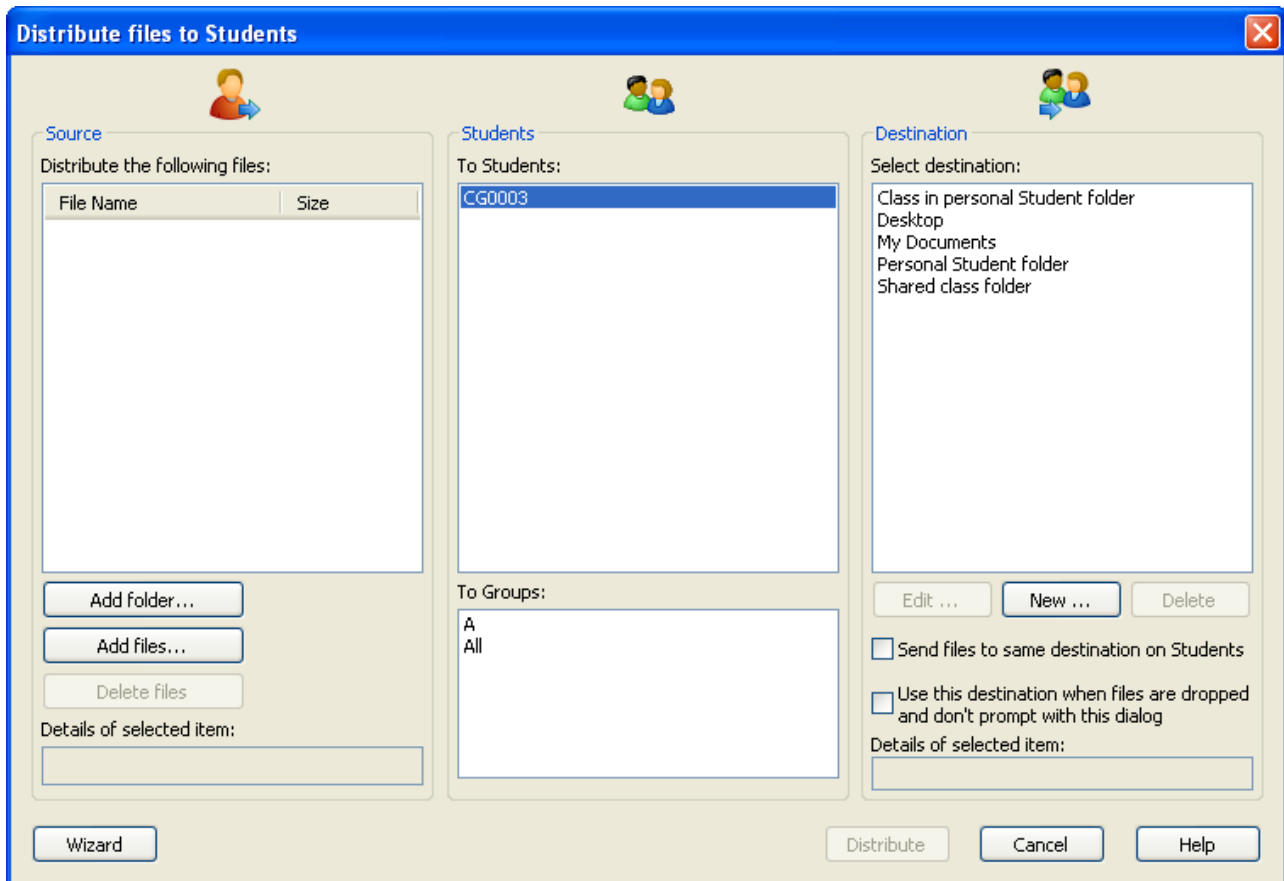 Distribute files to Students
Source
Distribute the following files:
File Name Size
Add folder...
Add files...
Delete files
Details of selected item:
Students
To Students:
CG0003
To Groups:
A
All
Destination
Select destination:
Class in personal Student folder
Desktop
My Documents
Personal Student folder
Shared class folder
Edit ... New ... Delete
Send files to same destination on Students
Use this destination when files are dropped
and don't prompt with this dialog
Details of selected item:
Wizard Distribute Cancel Help